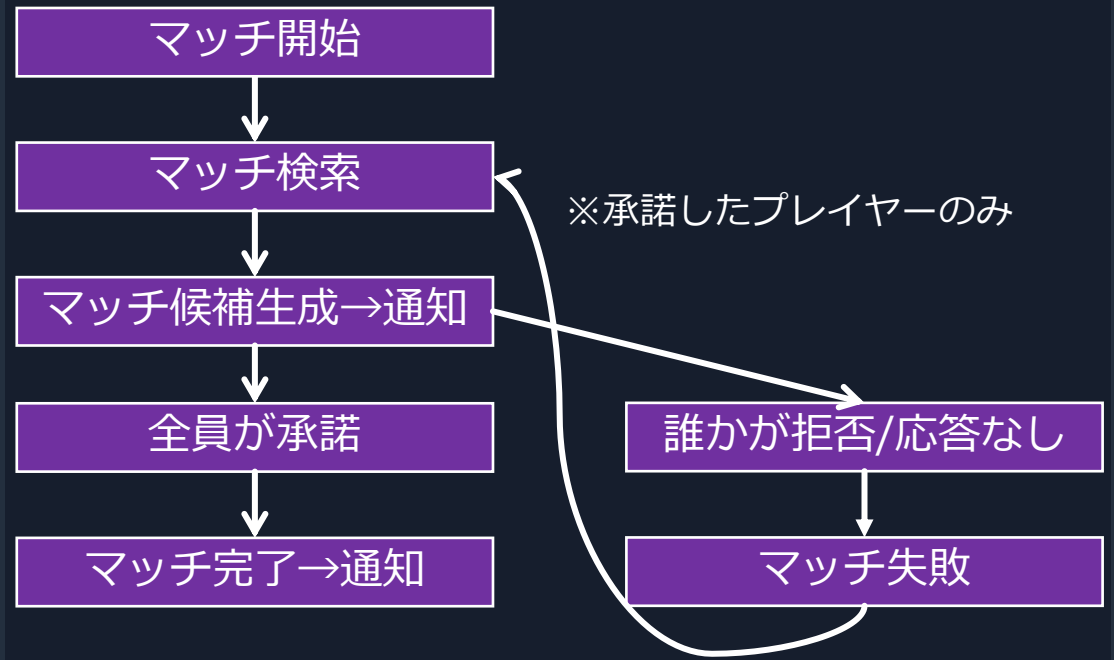 マッチ開始
マッチ検索
※承諾したプレイヤーのみ
マッチ候補生成→通知
全員が承諾
誰かが拒否/応答なし
マッチ完了→通知
マッチ失敗